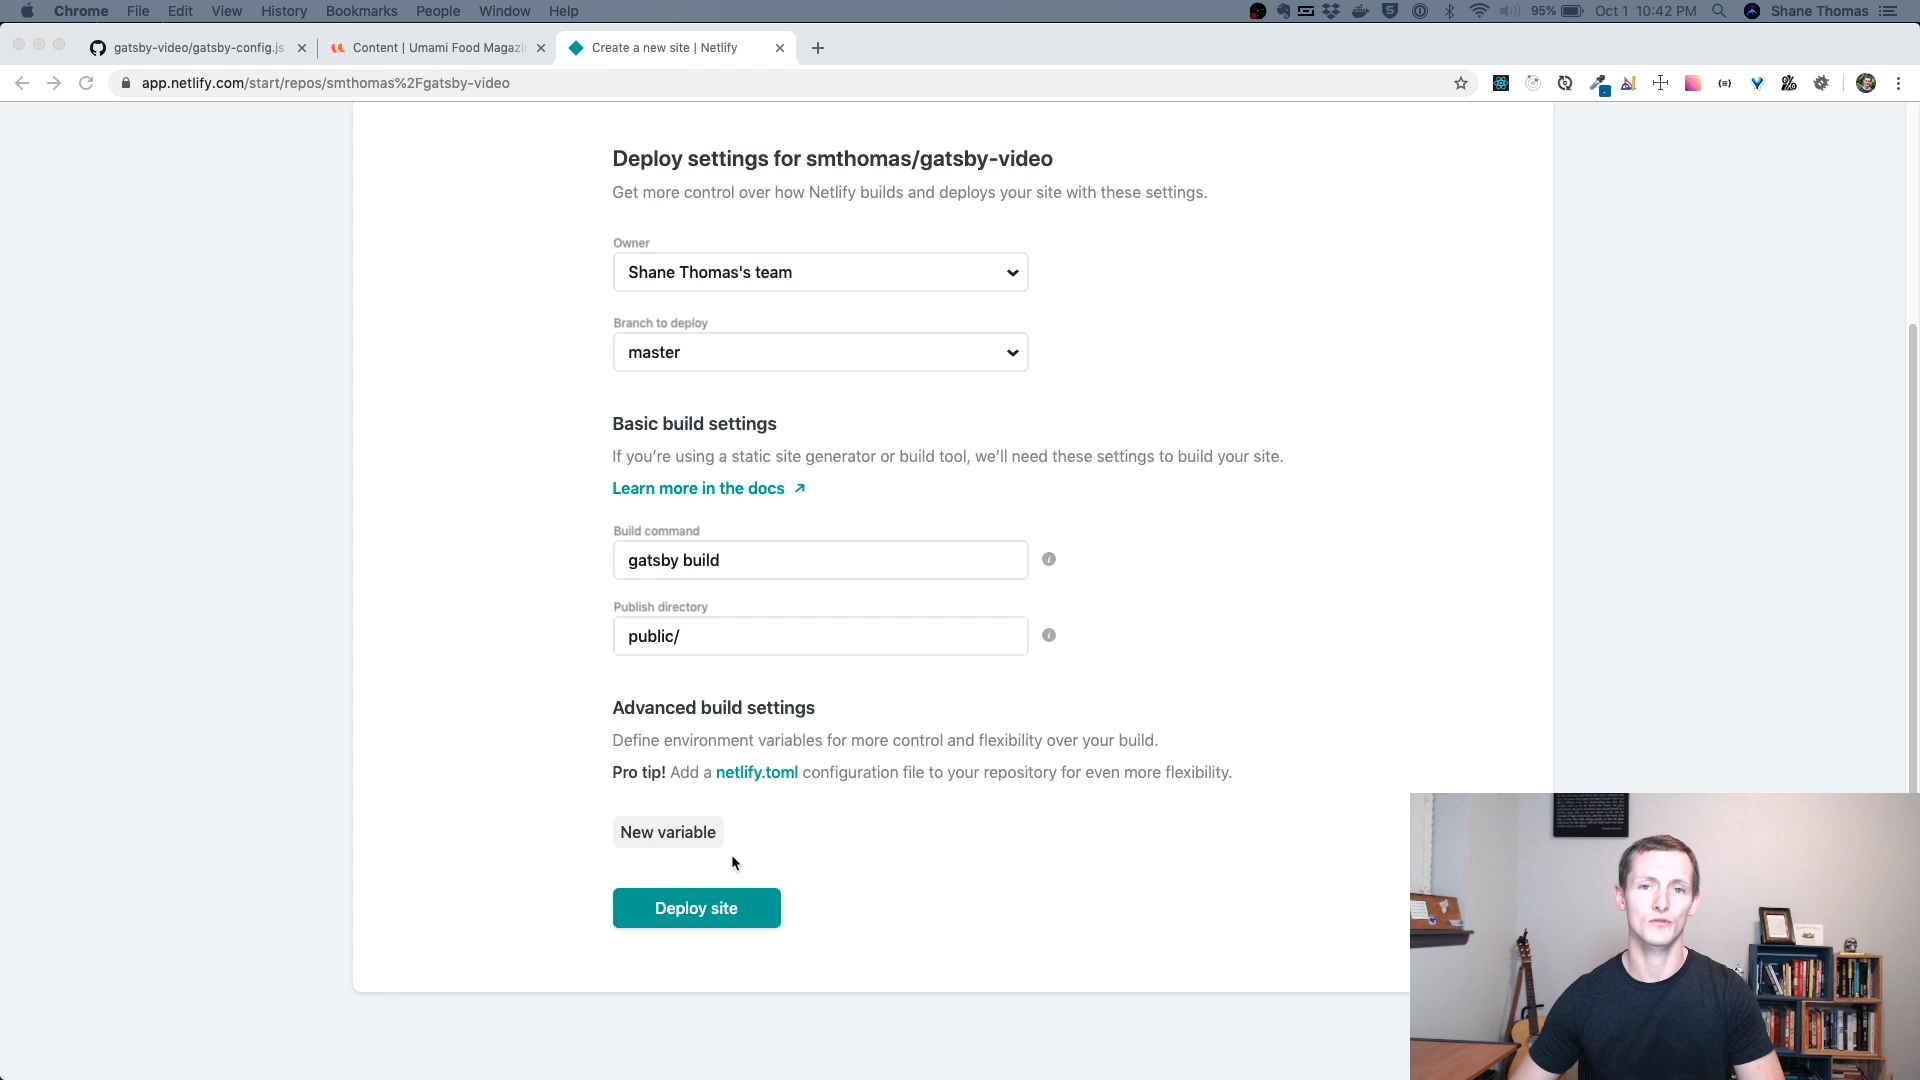 Chrome File Edit View History Bookmarks People Window Help 95% Oct 1 10:42 PM Shane Thomas
gatsby-video/gatsby-config.js Content | Umami Food Magazi Create a new site | Netlify
app.netlify.com/start/repos/smthomas%2Fgatsby-video
Deploy settings for smthomas/gatsby-video
Get more control over how Netlify builds and deploys your site with these settings.
Owner
Shane Thomas's team
Branch to deploy
master
Basic build settings
If you’re using a static site generator or build tool, we’ll need these settings to build your site.
Learn more in the docs
Build command
gatsby build
Publish directory
public/
Advanced build settings
Define environment variables for more control and flexibility over your build.
Pro tip! Add a netlify.toml configuration file to your repository for even more flexibility.
New variable
Deploy site